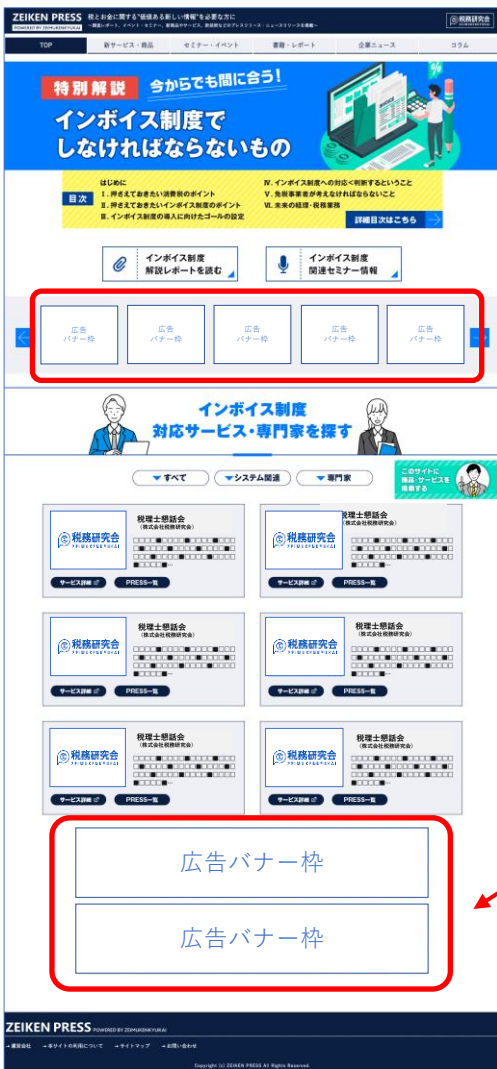 ZEIKEN PRESS 税とお金に関する"価値ある新しい情報"を必要な方に
POWERED BY ZEIMUKENKYUKAI
税務研究会
TOP 新サービス・商品 セミナー・イベント 書籍・レポート 企業ニュース コラム
特別解説 今からでも間に合う!
インボイス制度で
しなければならないもの
目次
はじめに
Ⅰ. 押さえておきたい消費税のポイント
Ⅱ. 押さえておきたいインボイス制度のポイント
Ⅲ. インボイス制度の導入に向けたゴールの設定
Ⅳ. インボイス制度への対応<判断するということ
Ⅴ. 免税事業者が考えなければならないこと
Ⅵ. 未来の経理・税務業務
詳細目次はこちら
インボイス制度
解説レポートを読む
インボイス制度
関連セミナー情報
広告
バナー枠
広告
バナー枠
広告
バナー枠
広告
バナー枠
広告
バナー枠
インボイス制度
対応サービス・専門家を探す
すべて システム関連 専門家
このサイトに
商品・サービスを
掲載する
税務研究会
税理士懇話会
(株式会社税務研究会)
サービス詳細 PRESS一覧
税務研究会
税理士懇話会
(株式会社税務研究会)
サービス詳細 PRESS一覧
税務研究会
税理士懇話会
(株式会社税務研究会)
サービス詳細 PRESS一覧
税務研究会
税理士懇話会
(株式会社税務研究会)
サービス詳細 PRESS一覧
税務研究会
税理士懇話会
(株式会社税務研究会)
サービス詳細 PRESS一覧
税務研究会
税理士懇話会
(株式会社税務研究会)
サービス詳細 PRESS一覧
広告バナー枠
広告バナー枠
ZEIKEN PRESS POWERED BY ZEIMUKENKYUKAI
運営会社 本サイトの利用について サイトマップ お問い合わせ
Copyright (c) ZEIKEN PRESS All Rights Reserved.